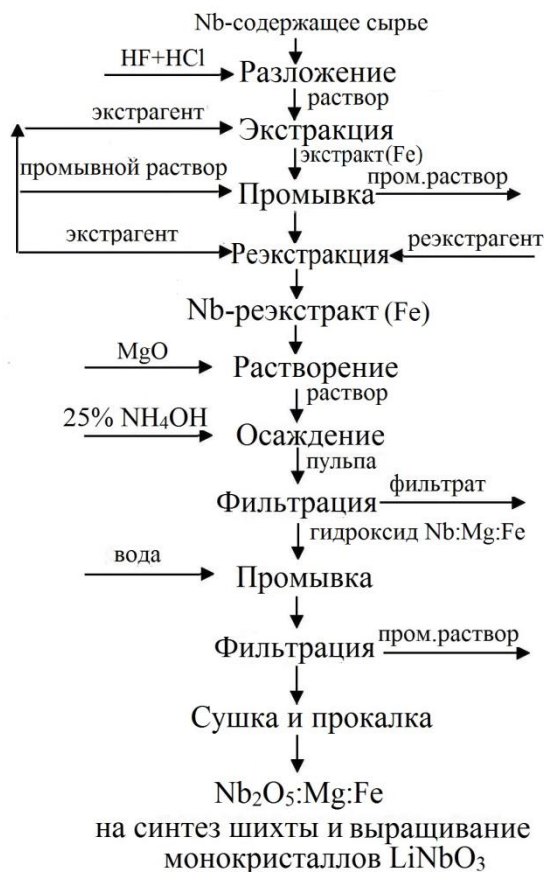 Nb-содержащее сырье
HF+HCl
Разложение
раствор
экстрагент
Экстракция
экстракт(Fe)
промывной раствор
Промывка
пром.раствор
экстрагент
Реэкстракция
реэкстрагент
Nb-реэкстракт (Fe)
MgO
Растворение
раствор
25% NH₄OH
Осаждение
пульпа
Фильтрация
фильтрат
гидроксид Nb:Mg:Fe
вода
Промывка
Фильтрация
пром.раствор
Сушка и прокалка
Nb₂O₅:Mg:Fe
на синтез шихты и выращивание
монокристаллов LiNbO₃